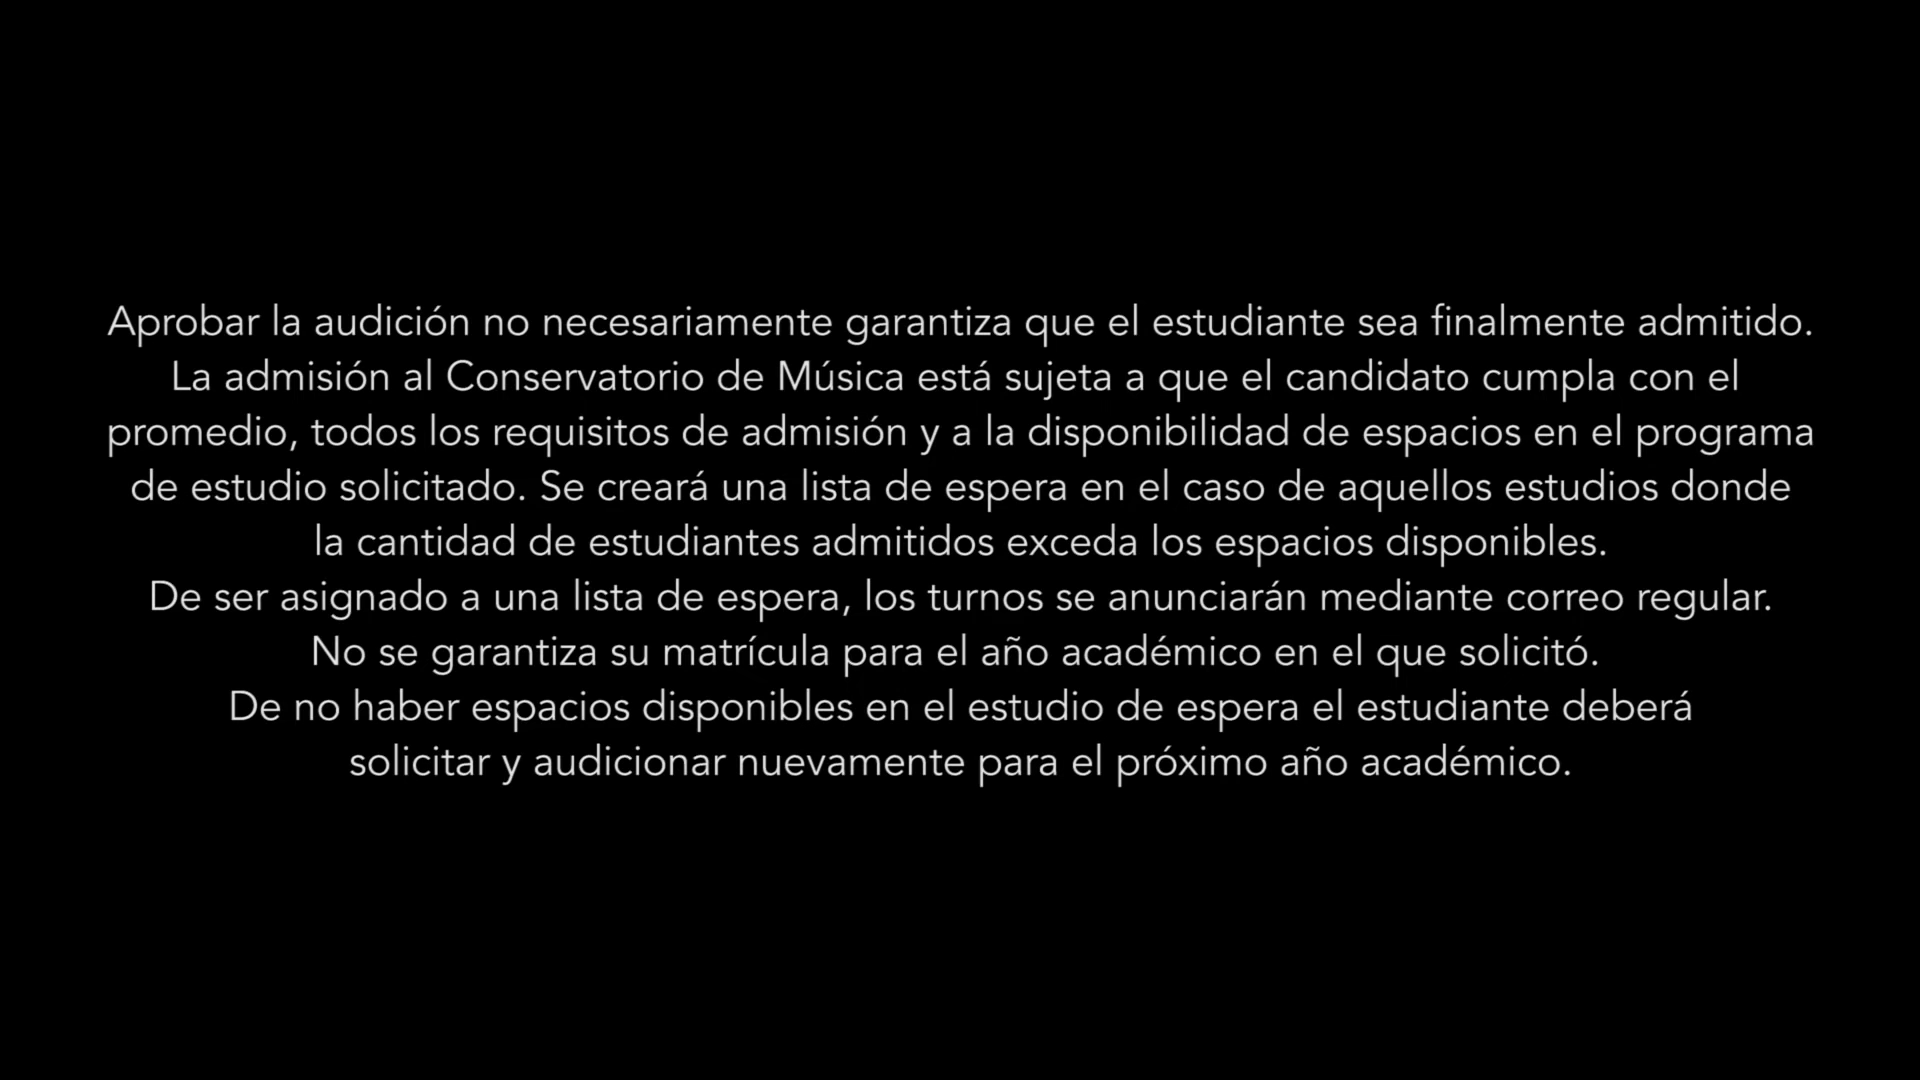 Aprobar la audición no necesariamente garantiza que el estudiante sea finalmente admitido.
La admisión al Conservatorio de Música está sujeta a que el candidato cumpla con el
promedio, todos los requisitos de admisión y a la disponibilidad de espacios en el programa
de estudio solicitado. Se creará una lista de espera en el caso de aquellos estudios donde
la cantidad de estudiantes admitidos exceda los espacios disponibles.
De ser asignado a una lista de espera, los turnos se anunciarán mediante correo regular.
No se garantiza su matrícula para el año académico en el que solicitó.
De no haber espacios disponibles en el estudio de espera el estudiante deberá
solicitar y audicionar nuevamente para el próximo año académico.